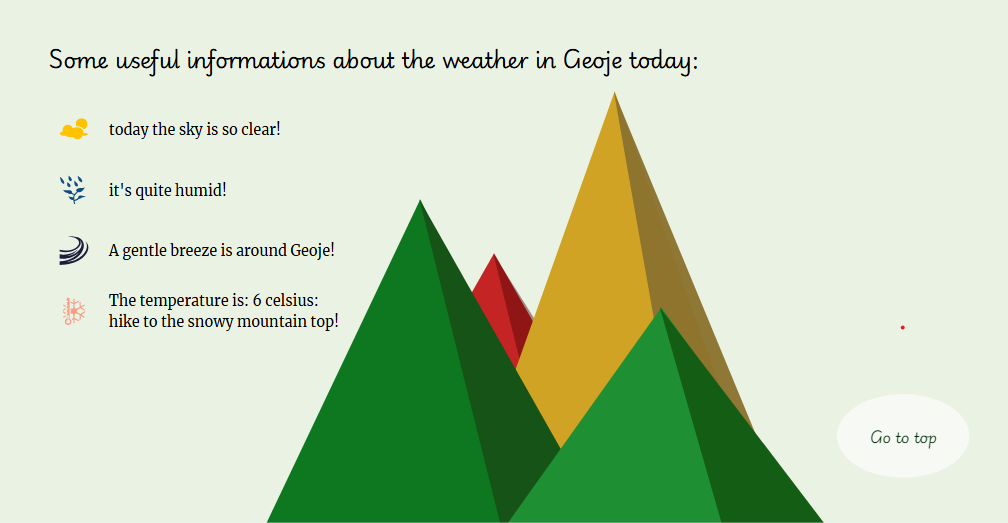 Some useful informations about the weather in Geoje today:
today the sky is so clear!
it's quite humid!
A gentle breeze is around Geoje!
The temperature is: 6 celsius:
hike to the snowy mountain top!
Go to top